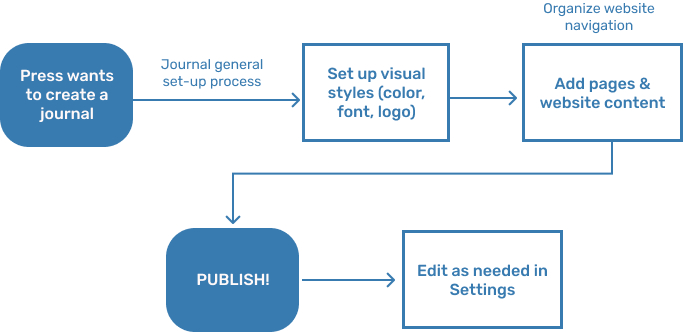 Organize website
navigation
Press wants
to create a
journal
Journal general
set-up process
Set up visual
styles (color,
font, logo)
Add pages &
website content
PUBLISH!
Edit as needed in
Settings